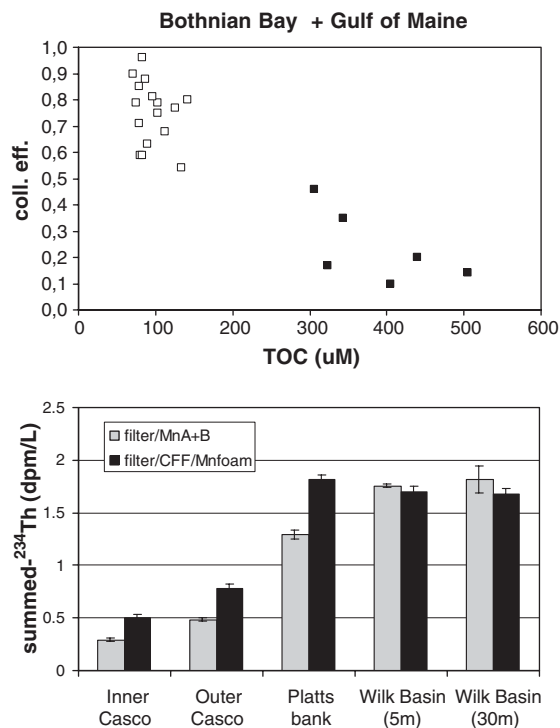 Bothnian Bay + Gulf of Maine
1,0
0,9
0,8
0,7
0,6
0,5
0,4
0,3
0,2
0,1
0,0
coll. eff.
0 100 200 300 400 500 600
TOC (uM)
2.5
2
1.5
1
0.5
0
summed-²³⁴Th (dpm/L)
filter/MnA+B
filter/CFF/Mnfoam
Inner Outer Platts Wilk Basin Wilk Basin
Casco Casco bank (5m) (30m)